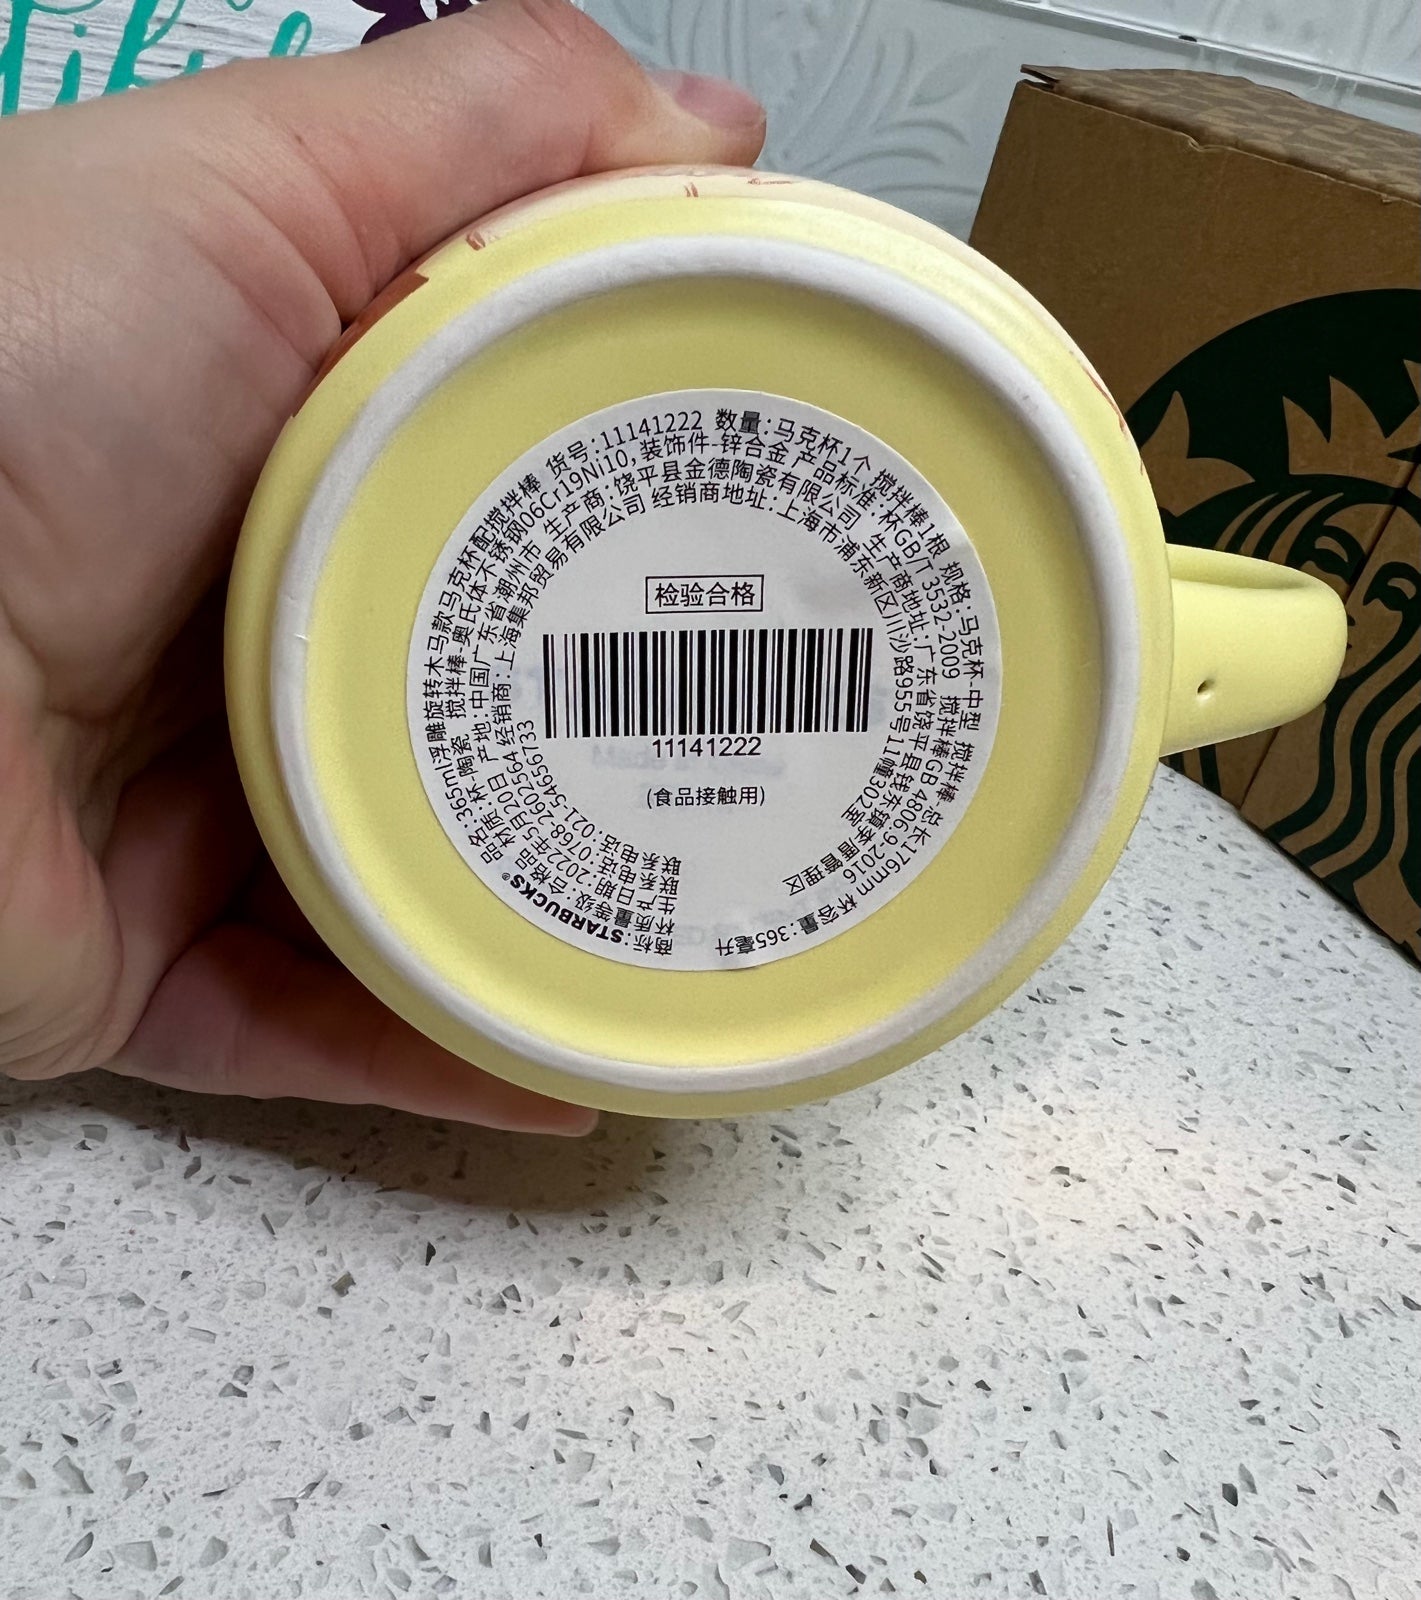 商标:STARBUCKS® 品名:365ml浮雕旋转木马款马克杯配搅拌棒 货号:11141222 数量:马克杯1个 搅拌棒1根 规格:马克杯-中型 搅拌棒-总长176mm 杯容量:365毫升
杯质量等级:合格品 材质:杯-陶瓷 搅拌棒-奥氏体不锈钢06Cr19Ni10,装饰件-锌合金 产品标准:杯GB/T 3532-2009 搅拌棒GB 4806.9-2016
生产日期:2022年5月20日 产地:中国广东省潮州市 生产商:饶平县金德陶瓷有限公司 生产商地址:广东省饶平县钱东镇李厝管理区
联系电话:0768-2602564 经销商:上海集邦贸易有限公司 经销商地址:上海市浦东新区川沙路955号11幢302室
联系电话:021-54656733
检验合格
11141222
(食品接触用)